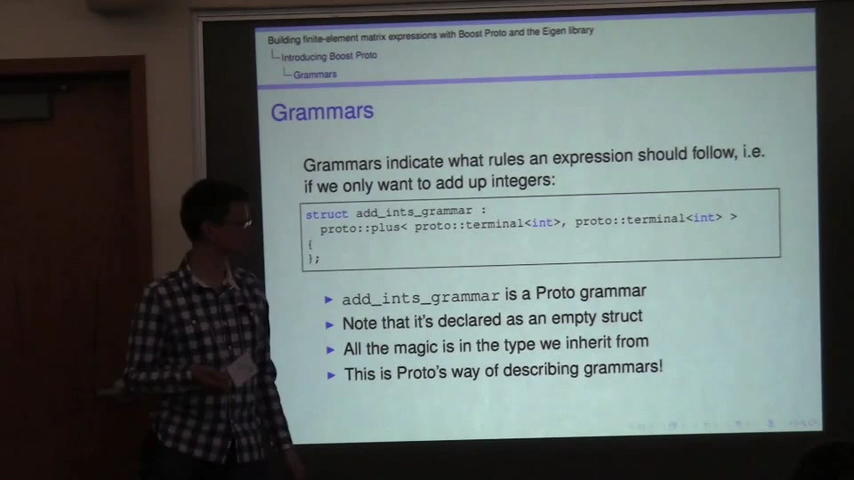 Building finite-element matrix expressions with Boost Proto and the Eigen library
Introducing Boost Proto
Grammars
Grammars
Grammars indicate what rules an expression should follow, i.e.
if we only want to add up integers:
struct add_ints_grammar :
proto::plus< proto::terminal<int>, proto::terminal<int> >
{
};
add_ints_grammar is a Proto grammar
Note that it's declared as an empty struct
All the magic is in the type we inherit from
This is Proto's way of describing grammars!